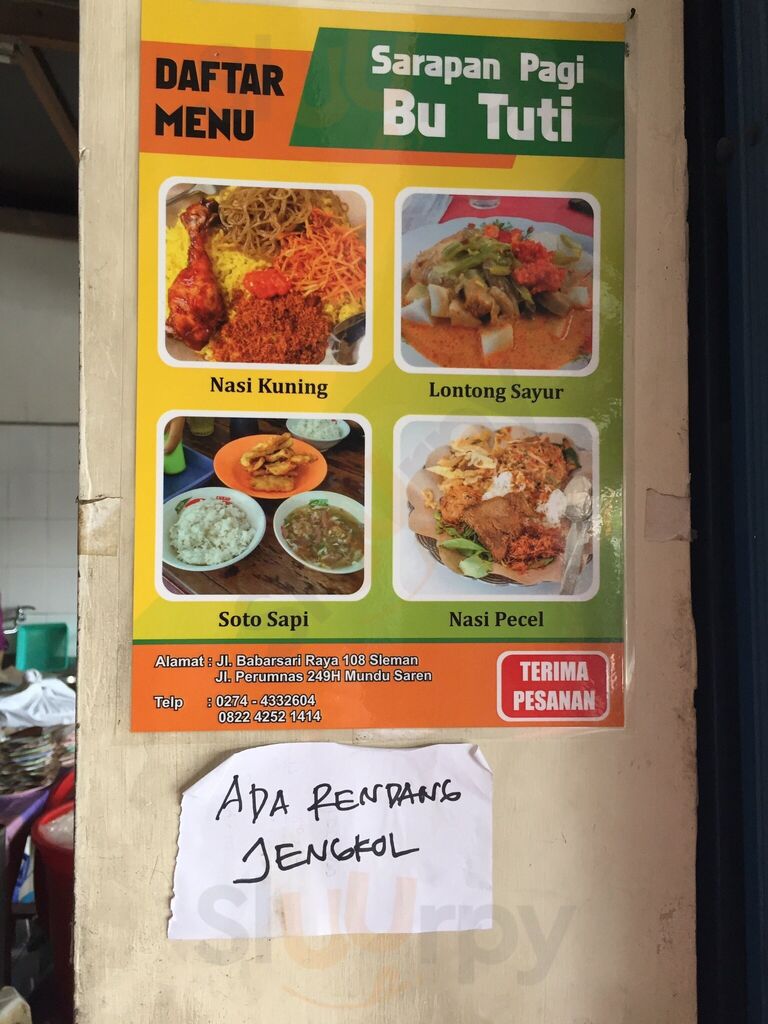 DAFTAR
MENU
Sarapan Pagi
Bu Tuti
Nasi Kuning
Lontong Sayur
Soto Sapi
Nasi Pecel
Alamat : Jl. Babarsari Raya 108 Sleman
Jl. Perumnas 249H Mundu Saren
Telp : 0274 - 4332604
0822 4252 1414
TERIMA
PESANAN
ADA RENDANG
JENGKOL
Sluurpy